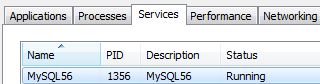 Applications Processes Services Performance Networking
Name PID Description Status
MySQL56 1356 MySQL56 Running